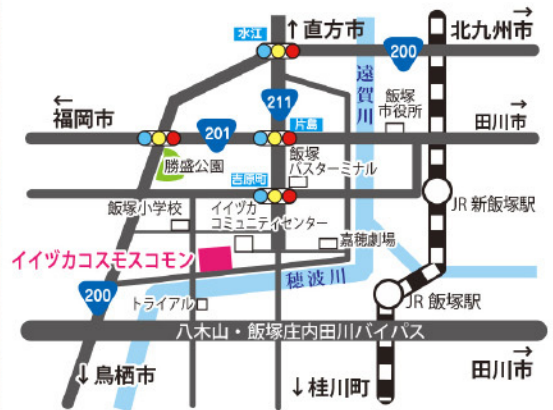 水江
↑直方市
→
北九州市
200
遠賀川
211
←
福岡市
201
片島
飯塚
市役所
→
田川市
勝盛公園
飯塚
バスターミナル
吉原町
JR 新飯塚駅
飯塚小学校
イイヅカ
コミュニティセンター
嘉穂劇場
イイヅカコスモスコモン
穂波川
200
トライアル
JR 飯塚駅
八木山・飯塚庄内田川バイパス
→
田川市
↓鳥栖市
↓桂川町